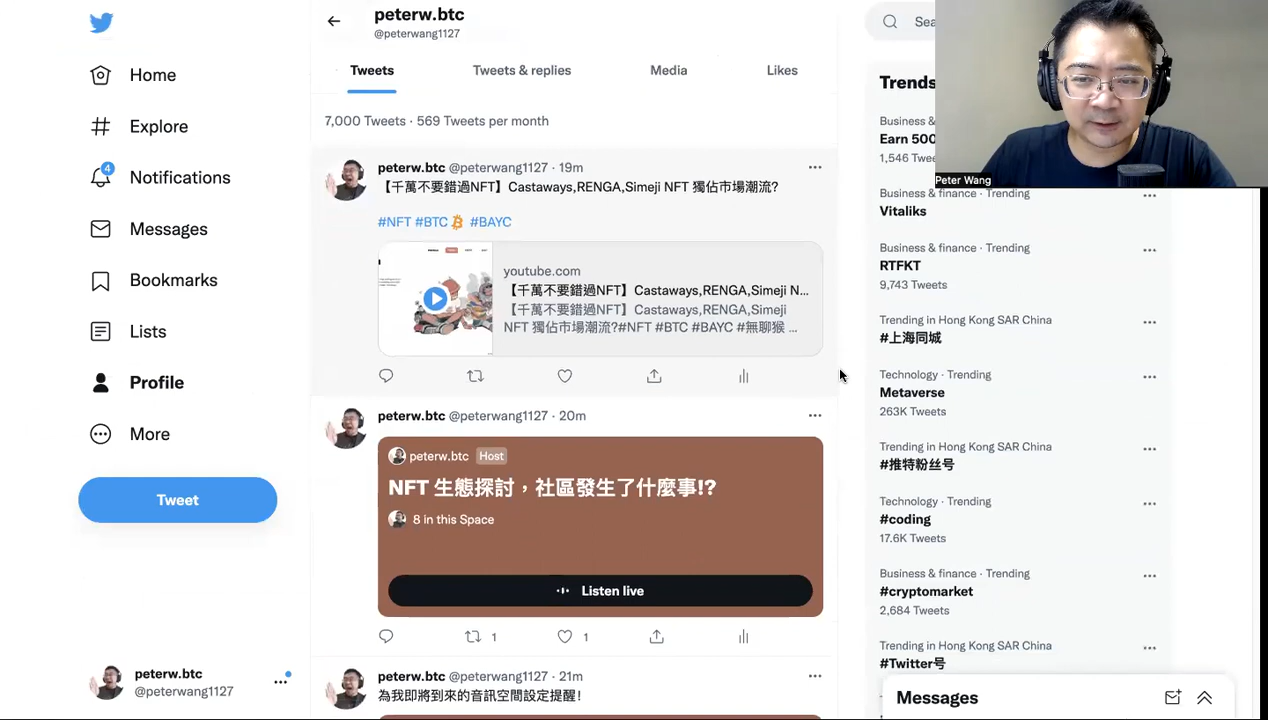 peterw.btc
@peterwang1127
Sea
Home
Explore
4
Notifications
Messages
Bookmarks
Lists
Profile
More
Tweet
peterw.btc
@peterwang1127
Tweets
Tweets & replies
Media
Likes
7,000 Tweets · 569 Tweets per month
peterw.btc @peterwang1127 · 19m
【千萬不要錯過NFT】Castaways,RENGA,Simeji NFT 獨佔市場潮流?
#NFT #BTC #BAYC
youtube.com
【千萬不要錯過NFT】Castaways,RENGA,Simeji N...
【千萬不要錯過NFT】Castaways,RENGA,Simeji
NFT 獨佔市場潮流?#NFT #BTC #BAYC #無聊猴 ...
peterw.btc @peterwang1127 · 20m
peterw.btc Host
NFT 生態探討，社區發生了什麼事!?
8 in this Space
Listen live
1
1
peterw.btc @peterwang1127 · 21m
為我即將到來的音訊空間設定提醒！
Peter Wang
Trends
Business &
Earn 500
1,546 Twee
Business & finance · Trending
Vitaliks
Business & finance · Trending
RTFKT
9,743 Tweets
Trending in Hong Kong SAR China
#上海同城
Technology · Trending
Metaverse
263K Tweets
Trending in Hong Kong SAR China
#推特粉丝号
Technology · Trending
#coding
17.6K Tweets
Business & finance · Trending
#cryptomarket
2,684 Tweets
Trending in Hong Kong SAR China
#Twitter号
Messages